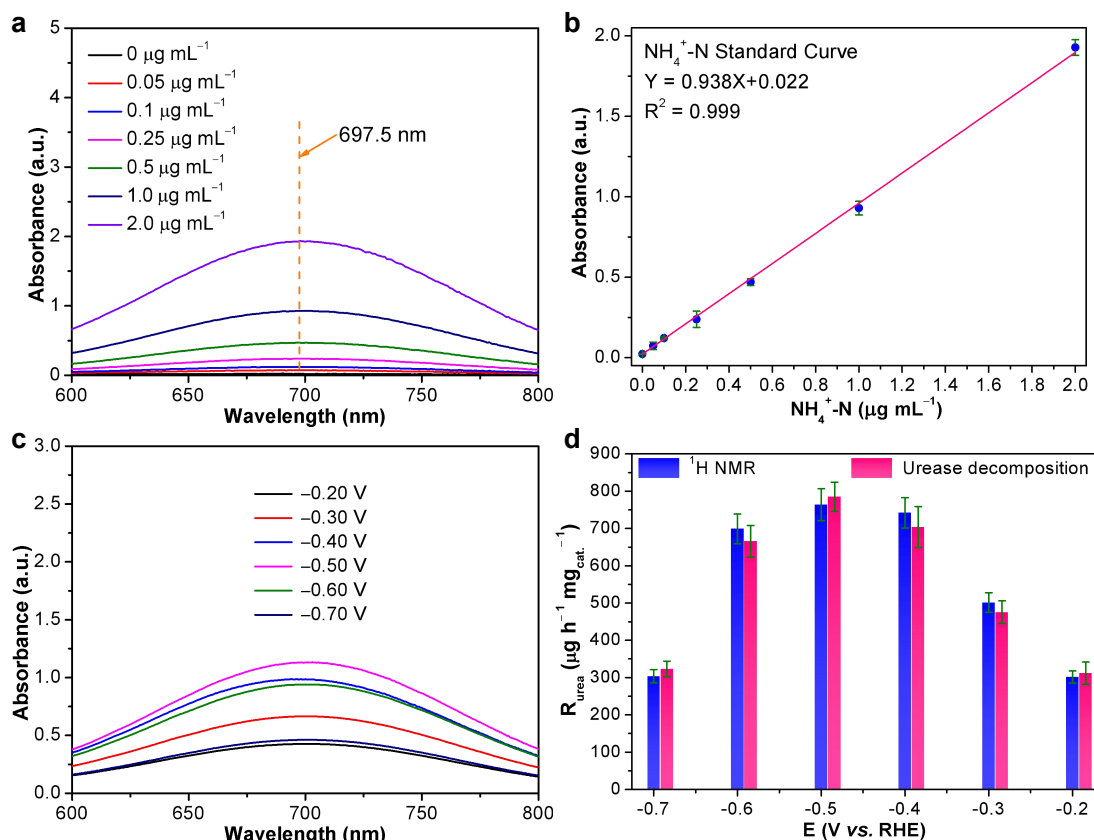 a
5
4
3
2
1
0
Absorbance (a.u.)
0 μg mL⁻¹
0.05 μg mL⁻¹
0.1 μg mL⁻¹
0.25 μg mL⁻¹
0.5 μg mL⁻¹
1.0 μg mL⁻¹
2.0 μg mL⁻¹
697.5 nm
600 650 700 750 800
Wavelength (nm)
b
2.0
1.5
1.0
0.5
0.0
Absorbance (a.u.)
NH₄⁺-N Standard Curve
Y = 0.938X+0.022
R² = 0.999
0.0 0.2 0.4 0.6 0.8 1.0 1.2 1.4 1.6 1.8 2.0
NH₄⁺-N (μg mL⁻¹)
c
3.0
2.5
2.0
1.5
1.0
0.5
0.0
Absorbance (a.u.)
–0.20 V
–0.30 V
–0.40 V
–0.50 V
–0.60 V
–0.70 V
600 650 700 750 800
Wavelength (nm)
d
900
800
700
600
500
400
300
200
100
0
R_urea (μg h⁻¹ mg_cat.⁻¹)
¹H NMR
Urease decomposition
-0.7 -0.6 -0.5 -0.4 -0.3 -0.2
E (V vs. RHE)